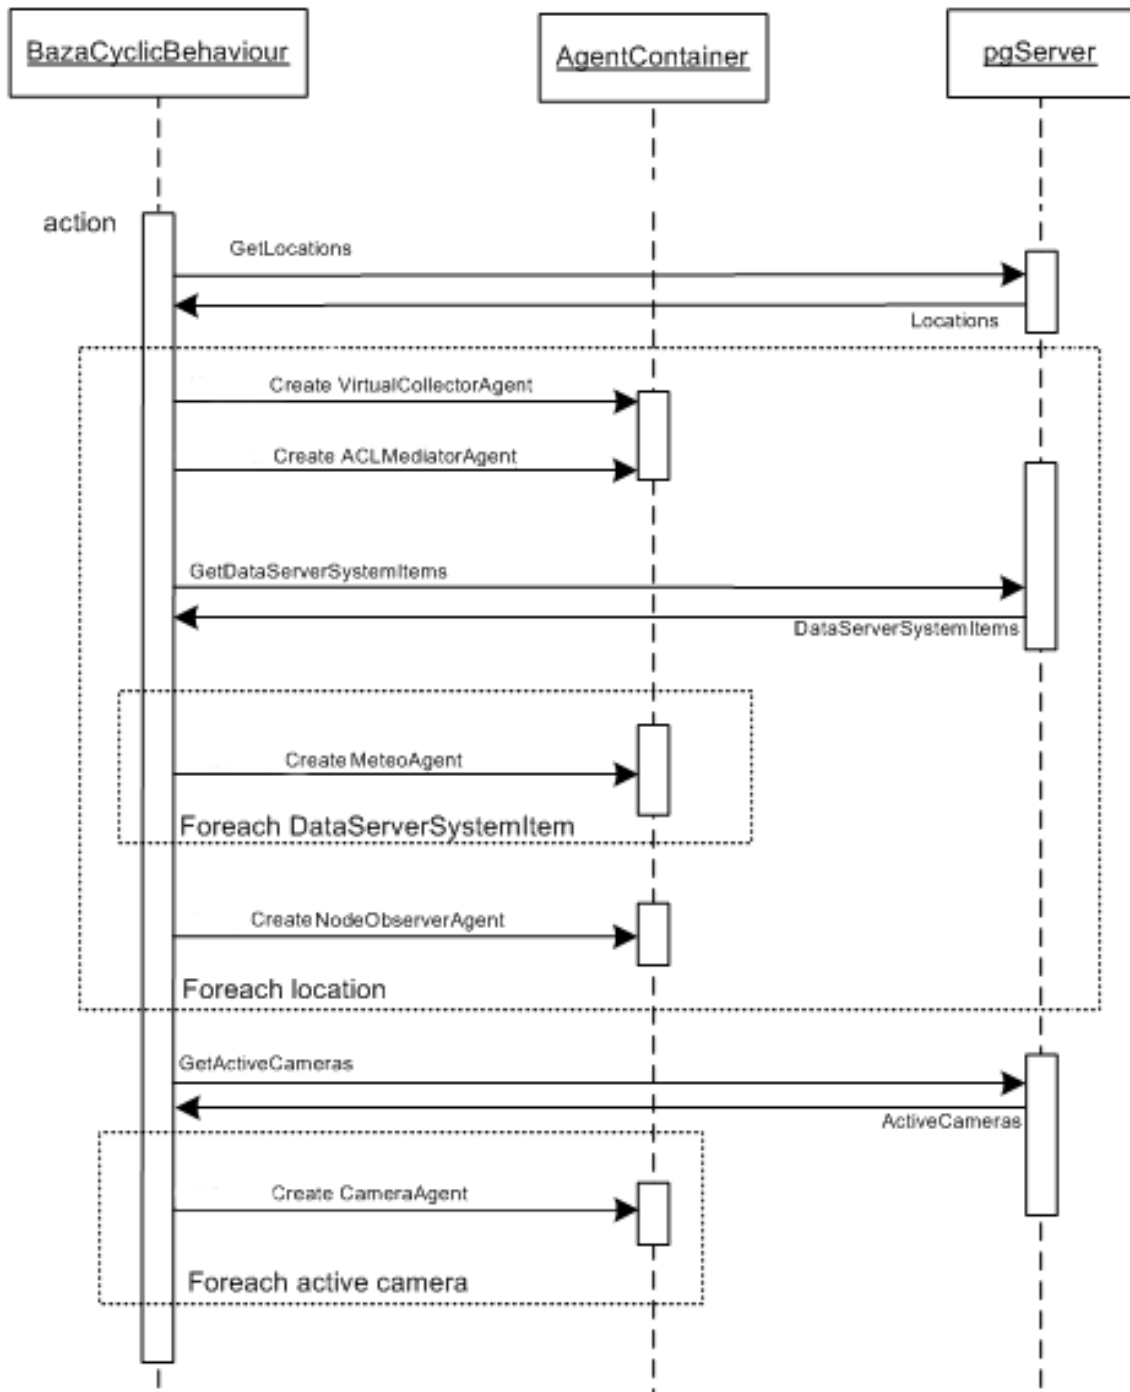 BazaCyclicBehaviour
AgentContainer
pgServer
action
GetLocations
Locations
Create VirtualCollectorAgent
Create ACLMediatorAgent
GetDataServerSystemItems
DataServerSystemItems
Create MeteoAgent
Foreach DataServerSystemItem
Create NodeObserverAgent
Foreach location
GetActiveCameras
ActiveCameras
Create CameraAgent
Foreach active camera